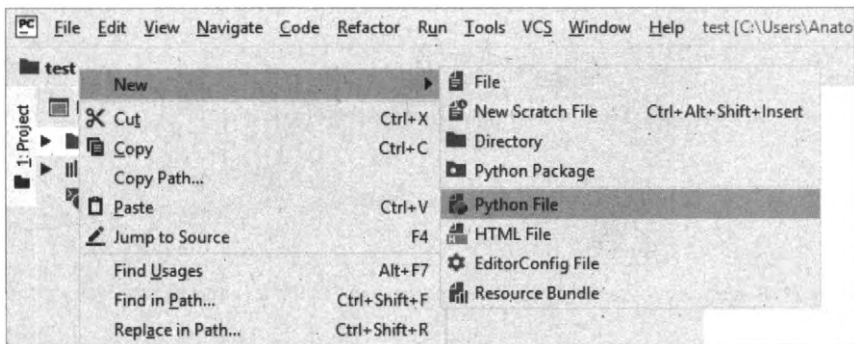 PC File Edit View Navigate Code Refactor Run Tools VCS Window Help test [C:\Users\Anato
test
1: Project
New
Cut Ctrl+X
Copy Ctrl+C
Copy Path...
Paste Ctrl+V
Jump to Source F4
Find Usages Alt+F7
Find in Path... Ctrl+Shift+F
Replace in Path... Ctrl+Shift+R
File
New Scratch File Ctrl+Alt+Shift+Insert
Directory
Python Package
Python File
HTML File
EditorConfig File
Resource Bundle